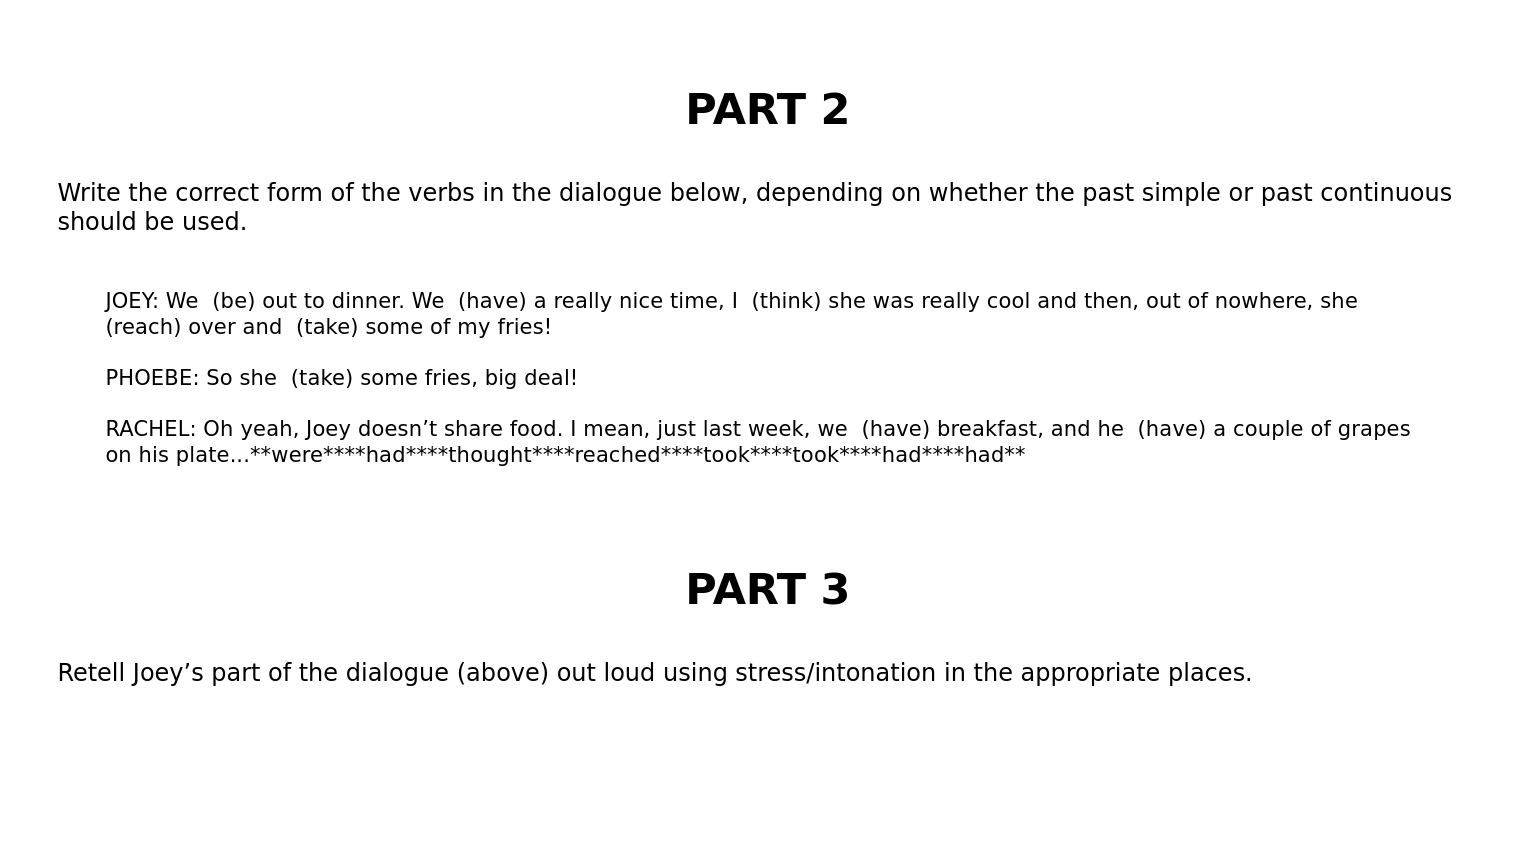 PART 2
Write the correct form of the verbs in the dialogue below, depending on whether the past simple or past continuous
should be used.
JOEY: We  (be) out to dinner. We  (have) a really nice time, I  (think) she was really cool and then, out of nowhere, she
(reach) over and  (take) some of my fries!
PHOEBE: So she  (take) some fries, big deal!
RACHEL: Oh yeah, Joey doesn’t share food. I mean, just last week, we  (have) breakfast, and he  (have) a couple of grapes
on his plate…**were****had****thought****reached****took****took****had****had**
PART 3
Retell Joey’s part of the dialogue (above) out loud using stress/intonation in the appropriate places.